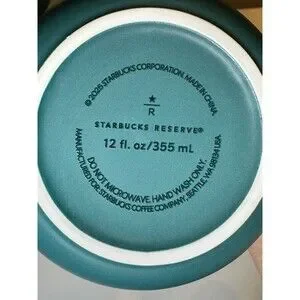 © 2025 STARBUCKS CORPORATION. MADE IN CHINA.
★
R
STARBUCKS RESERVE®
12 fl. oz/355 mL
DO NOT MICROWAVE. HAND WASH ONLY.
MANUFACTURED FOR: STARBUCKS COFFEE COMPANY, SEATTLE, WA 98134 USA